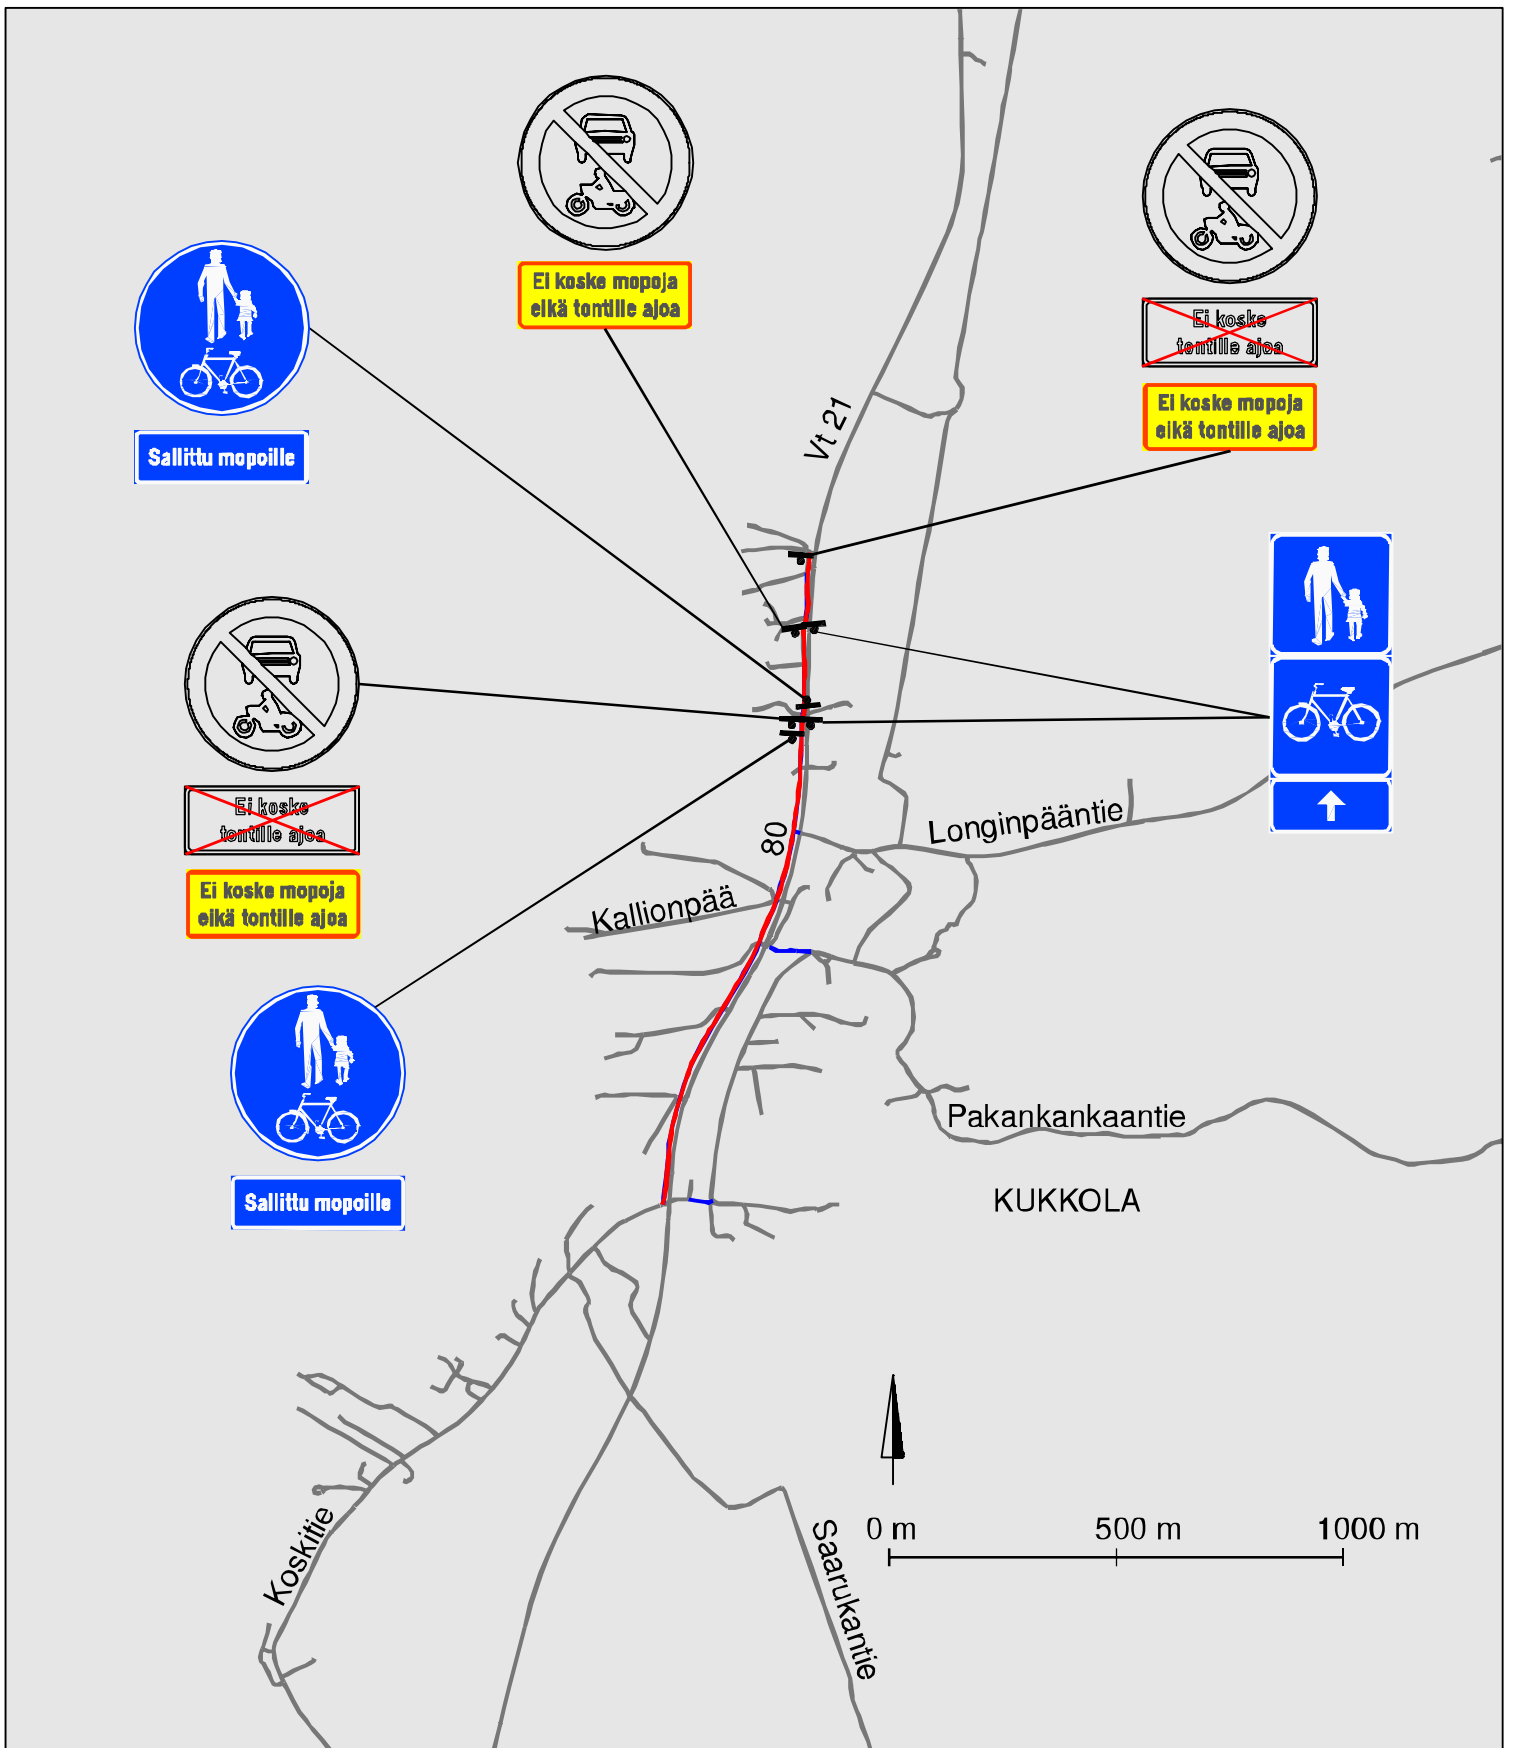 Ei koske mopoja
eikä tontille ajoa
Ei koske
tontille ajoa
Ei koske mopoja
eikä tontille ajoa
Sallittu mopoille
Vt 21
Ei koske
tontille ajoa
Ei koske mopoja
eikä tontille ajoa
80
Longinpääntie
Kallionpää
Sallittu mopoille
Pakankankaantie
KUKKOLA
Koskitie
Saarukantie
0 m
500 m
1000 m